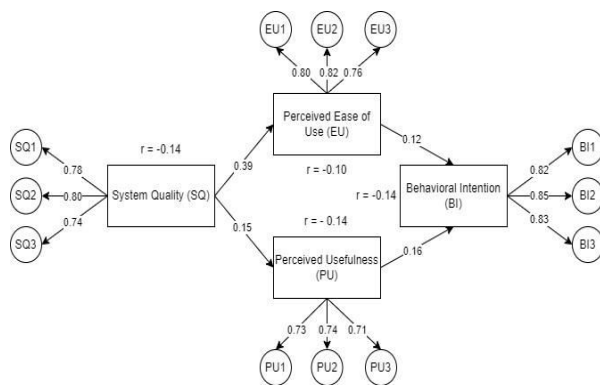 EU1 EU2 EU3
0.80 0.82 0.76
Perceived Ease of
Use (EU)
SQ1
r = -0.14
0.12
0.78
0.39
r = -0.10
0.82
BI1
SQ2
0.80
System Quality (SQ)
r = -0.14
Behavioral Intention
(BI)
0.85
BI2
0.74
SQ3
0.15
r = - 0.14
0.83
BI3
Perceived Usefulness
(PU)
0.16
0.73 0.74 0.71
PU1 PU2 PU3